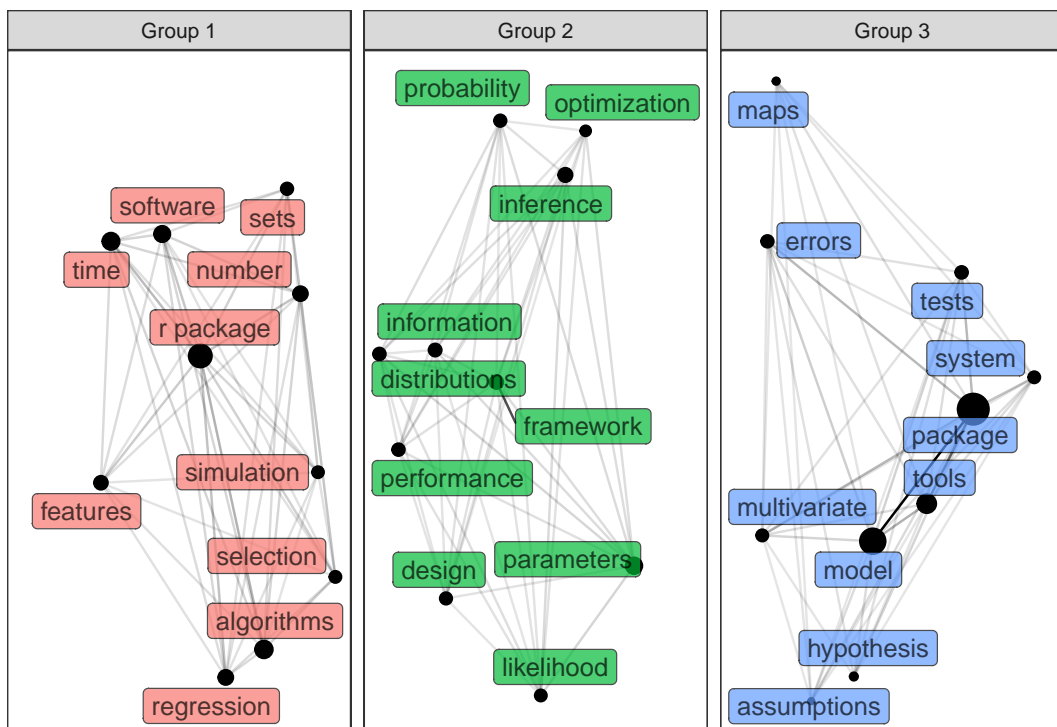 Group 1
Group 2
Group 3
software
sets
time
number
r package
simulation
features
selection
algorithms
regression
probability
optimization
inference
information
distributions
framework
performance
design
parameters
likelihood
maps
errors
tests
system
package
tools
multivariate
model
hypothesis
assumptions